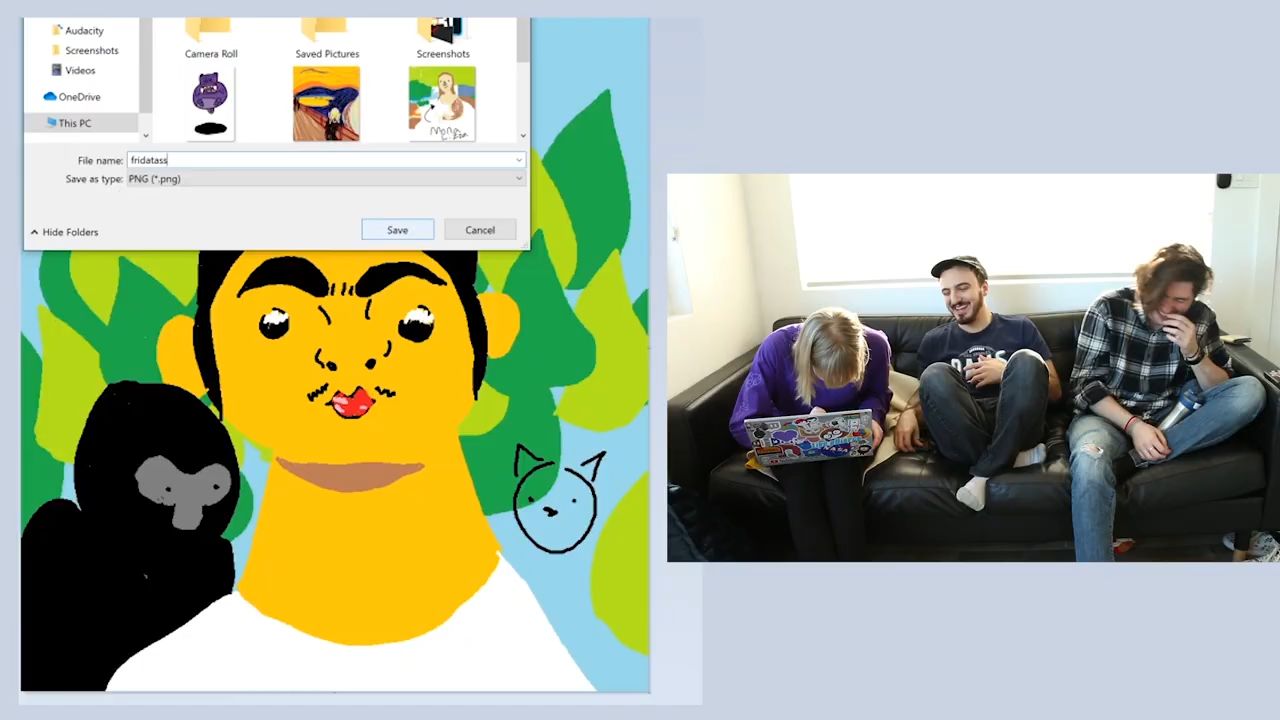 Audacity
Screenshots
Videos
OneDrive
This PC
Camera Roll
Saved Pictures
Screenshots
File name: fridatass
Save as type: PNG (*.png)
Hide Folders
Save
Cancel